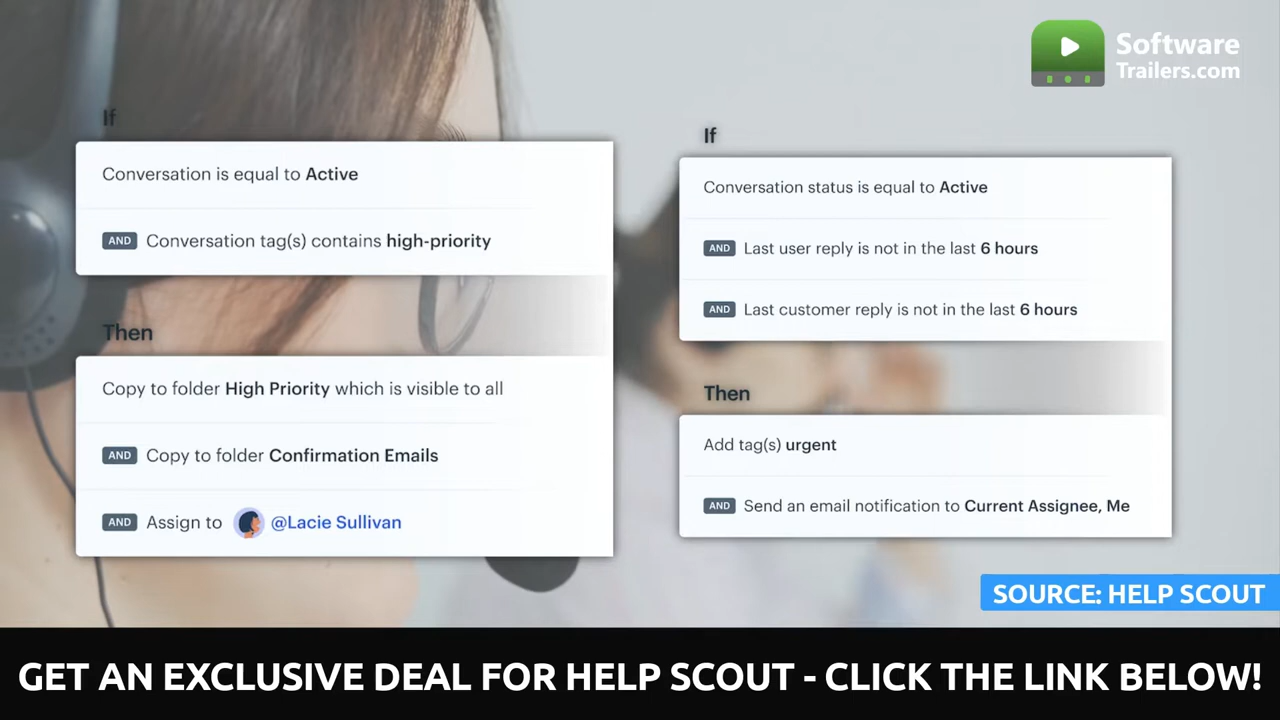 Software
Trailers.com
If
Conversation is equal to Active
AND Conversation tag(s) contains high-priority
Then
Copy to folder High Priority which is visible to all
AND Copy to folder Confirmation Emails
AND Assign to @Lacie Sullivan
If
Conversation status is equal to Active
AND Last user reply is not in the last 6 hours
AND Last customer reply is not in the last 6 hours
Then
Add tag(s) urgent
AND Send an email notification to Current Assignee, Me
SOURCE: HELP SCOUT
GET AN EXCLUSIVE DEAL FOR HELP SCOUT - CLICK THE LINK BELOW!